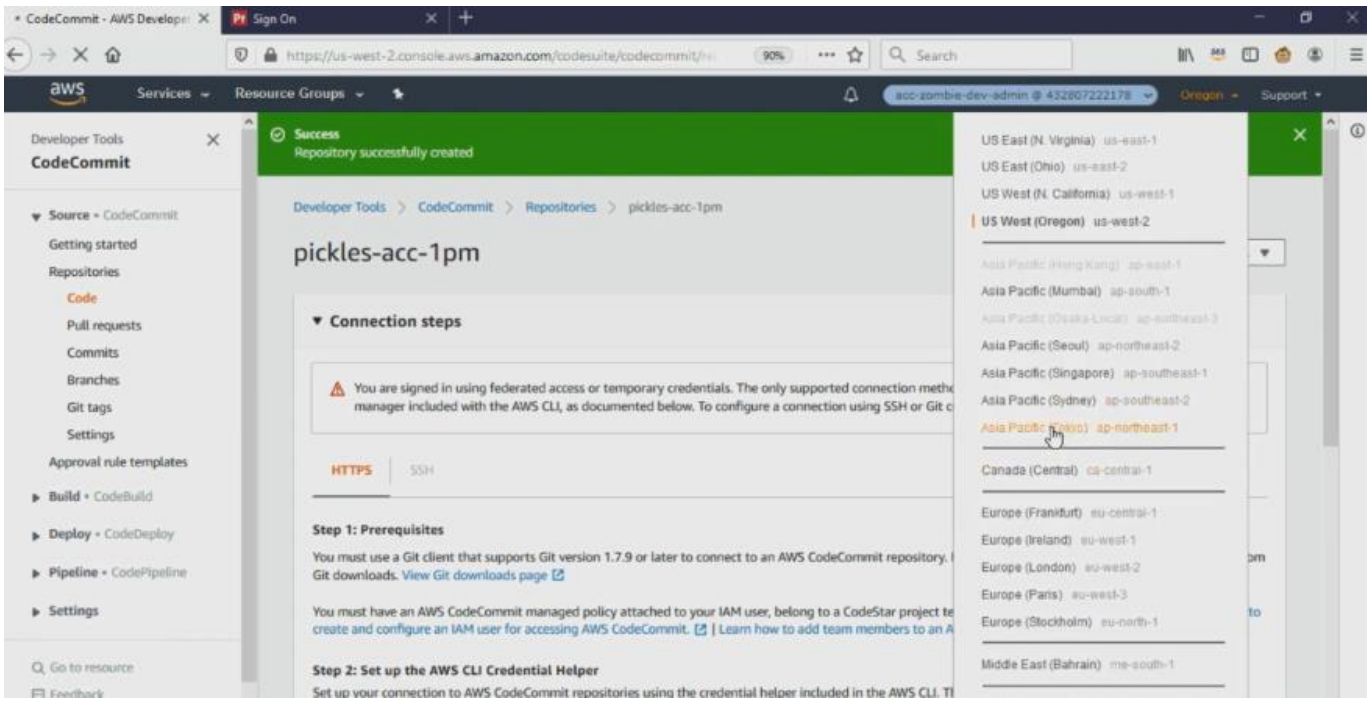 CodeCommit - AWS Developer
Sign On
https://us-west-2.console.aws.amazon.com/codesuite/codecommit/
90%
Search
aws
Services
Resource Groups
acc-zombie-dev-admin @ 432807222178
Oregon
Support
Developer Tools
CodeCommit
Source • CodeCommit
Getting started
Repositories
Code
Pull requests
Commits
Branches
Git tags
Settings
Approval rule templates
Build • CodeBuild
Deploy • CodeDeploy
Pipeline • CodePipeline
Settings
Go to resource
Feedback
Success
Repository successfully created
Developer Tools > CodeCommit > Repositories > pickles-acc-1pm
pickles-acc-1pm
Connection steps
You are signed in using federated access or temporary credentials. The only supported connection
manager included with the AWS CLI, as documented below. To configure a connection using SSH or Git
HTTPS
SSH
Step 1: Prerequisites
You must use a Git client that supports Git version 1.7.9 or later to connect to an AWS CodeCommit repository.
Git downloads. View Git downloads page
You must have an AWS CodeCommit managed policy attached to your IAM user, belong to a CodeStar project
to
create and configure an IAM user for accessing AWS CodeCommit. | Learn how to add team members to an
Step 2: Set up the AWS CLI Credential Helper
Set up your connection to AWS CodeCommit repositories using the credential helper included in the AWS CLI.
US East (N. Virginia) us-east-1
US East (Ohio) us-east-2
US West (N. California) us-west-1
US West (Oregon) us-west-2
Asia Pacific (Hong Kong) ap-east-1
Asia Pacific (Mumbai) ap-south-1
Asia Pacific (Osaka-Local) ap-northeast-3
Asia Pacific (Seoul) ap-northeast-2
Asia Pacific (Singapore) ap-southeast-1
Asia Pacific (Sydney) ap-southeast-2
Asia Pacific (Tokyo) ap-northeast-1
Canada (Central) ca-central-1
Europe (Frankfurt) eu-central-1
Europe (Ireland) eu-west-1
Europe (London) eu-west-2
Europe (Paris) eu-west-3
Europe (Stockholm) eu-north-1
Middle East (Bahrain) me-south-1